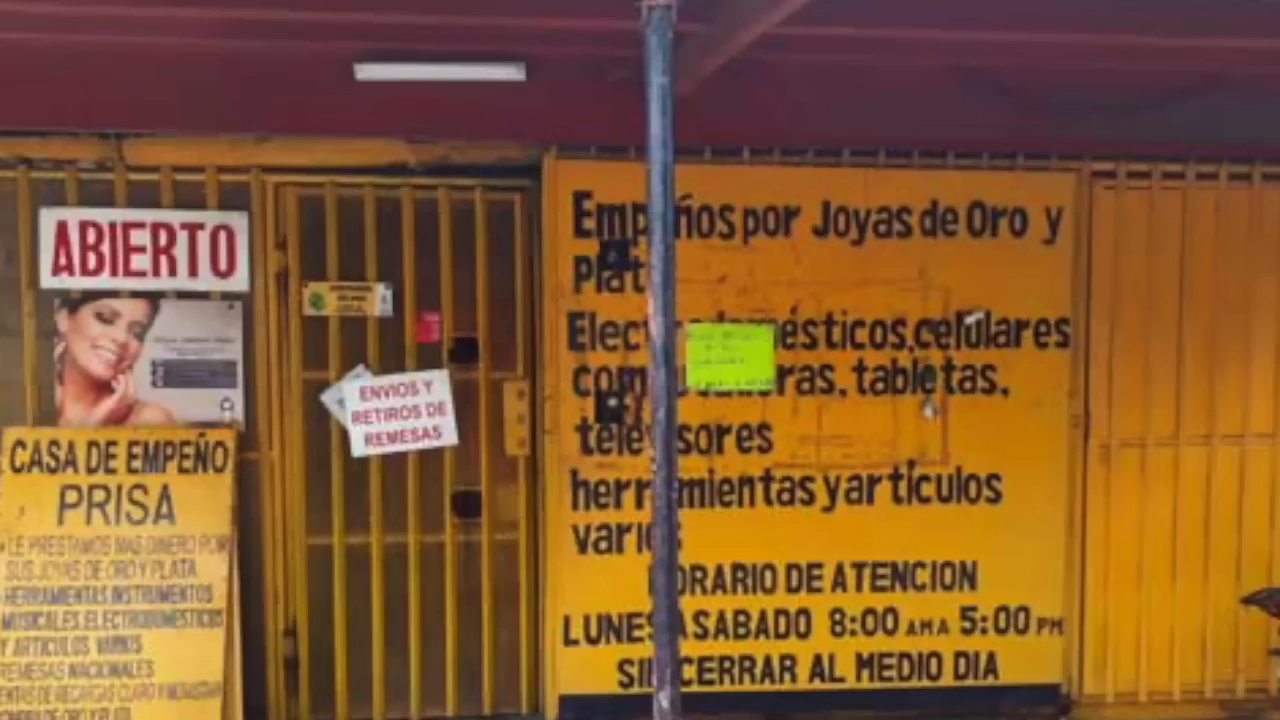 ABIERTO
ENVIOS Y
RETIROS DE
REMESAS
CASA DE EMPEÑO
PRISA
LE PRESTAMOS MAS DINERO POR
SUS JOYAS DE ORO Y PLATA
HERRAMIENTAS INSTRUMENTOS
MUSICALES, ELECTRODOMESTICOS
Y ARTICULOS VARIOS
REMESAS NACIONALES
Empeños por Joyas de Oro y
Plat
Electrodomésticos, celulares
computadoras, tabletas,
televisores
herramientas y artículos
varios
HORARIO DE ATENCION
LUNES A SABADO 8:00 AM A 5:00 PM
SIN CERRAR AL MEDIO DIA